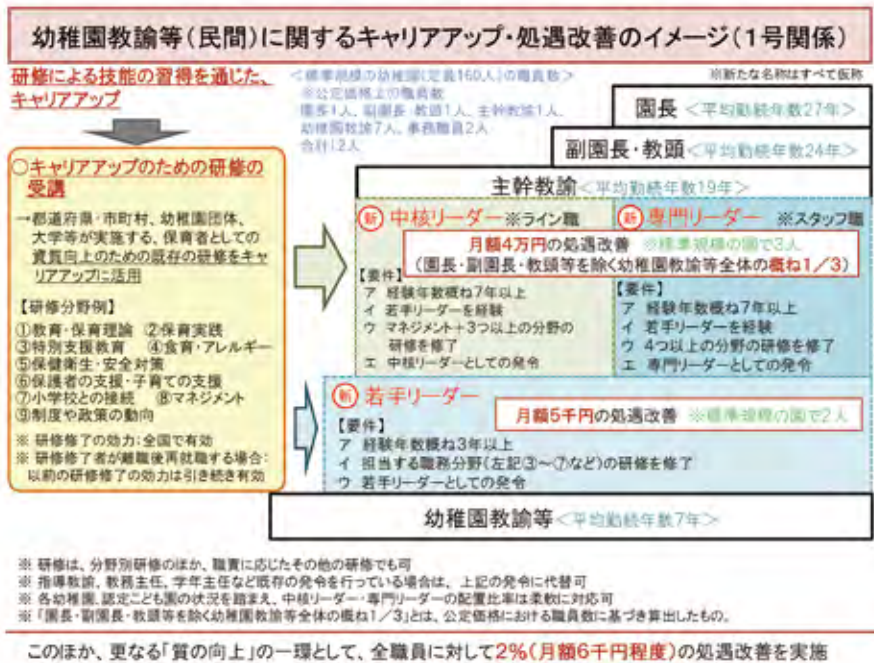 幼稚園教諭等(民間)に関するキャリアアップ・処遇改善のイメージ(1号関係)
研修による技能の習得を通じた、
キャリアアップ
<標準規模の幼稚園(定員160人)の職員数>
※公定価格上の職員数
園長1人、副園長・教頭1人、主幹教諭1人、
幼稚園教諭7人、事務職員2人
合計12人
※新たな名称はすべて仮称
園長<平均勤続年数27年>
副園長・教頭<平均勤続年数24年>
主幹教諭<平均勤続年数19年>
○キャリアアップのための研修の
受講
→都道府県・市町村、幼稚園団体、
大学等が実施する、保育者としての
資質向上のための既存の研修をキャ
リアアップに活用
【研修分野例】
①教育・保育理論 ②保育実践
③特別支援教育 ④食育・アレルギー
⑤保健衛生・安全対策
⑥保護者の支援・子育ての支援
⑦小学校との接続 ⑧マネジメント
⑨制度や政策の動向
※ 研修修了の効力:全国で有効
※ 研修修了者が離職後再就職する場合:
以前の研修修了の効力は引き続き有効
新 中核リーダー ※ライン職
新 専門リーダー ※スタッフ職
月額4万円の処遇改善 ※標準規模の園で3人
(園長・副園長・教頭等を除く幼稚園教諭等全体の概ね1/3)
【要件】
ア 経験年数概ね7年以上
イ 若手リーダーを経験
ウ マネジメント+3つ以上の分野の
研修を修了
エ 中核リーダーとしての発令
【要件】
ア 経験年数概ね7年以上
イ 若手リーダーを経験
ウ 4つ以上の分野の研修を修了
エ 専門リーダーとしての発令
新 若手リーダー
月額5千円の処遇改善 ※標準規模の園で2人
【要件】
ア 経験年数概ね3年以上
イ 担当する職務分野(左記③~⑦など)の研修を修了
ウ 若手リーダーとしての発令
幼稚園教諭等<平均勤続年数7年>
※ 研修は、分野別研修のほか、職責に応じたその他の研修でも可
※ 指導教諭、教務主任、学年主任など既存の発令を行っている場合は、上記の発令に代替可
※ 各幼稚園、認定こども園の状況を踏まえ、中核リーダー・専門リーダーの配置比率は柔軟に対応可
※ 「園長・副園長・教頭等を除く幼稚園教諭等全体の概ね1/3」とは、公定価格における職員数に基づき算出したもの。
このほか、更なる「質の向上」の一環として、全職員に対して2%(月額6千円程度)の処遇改善を実施